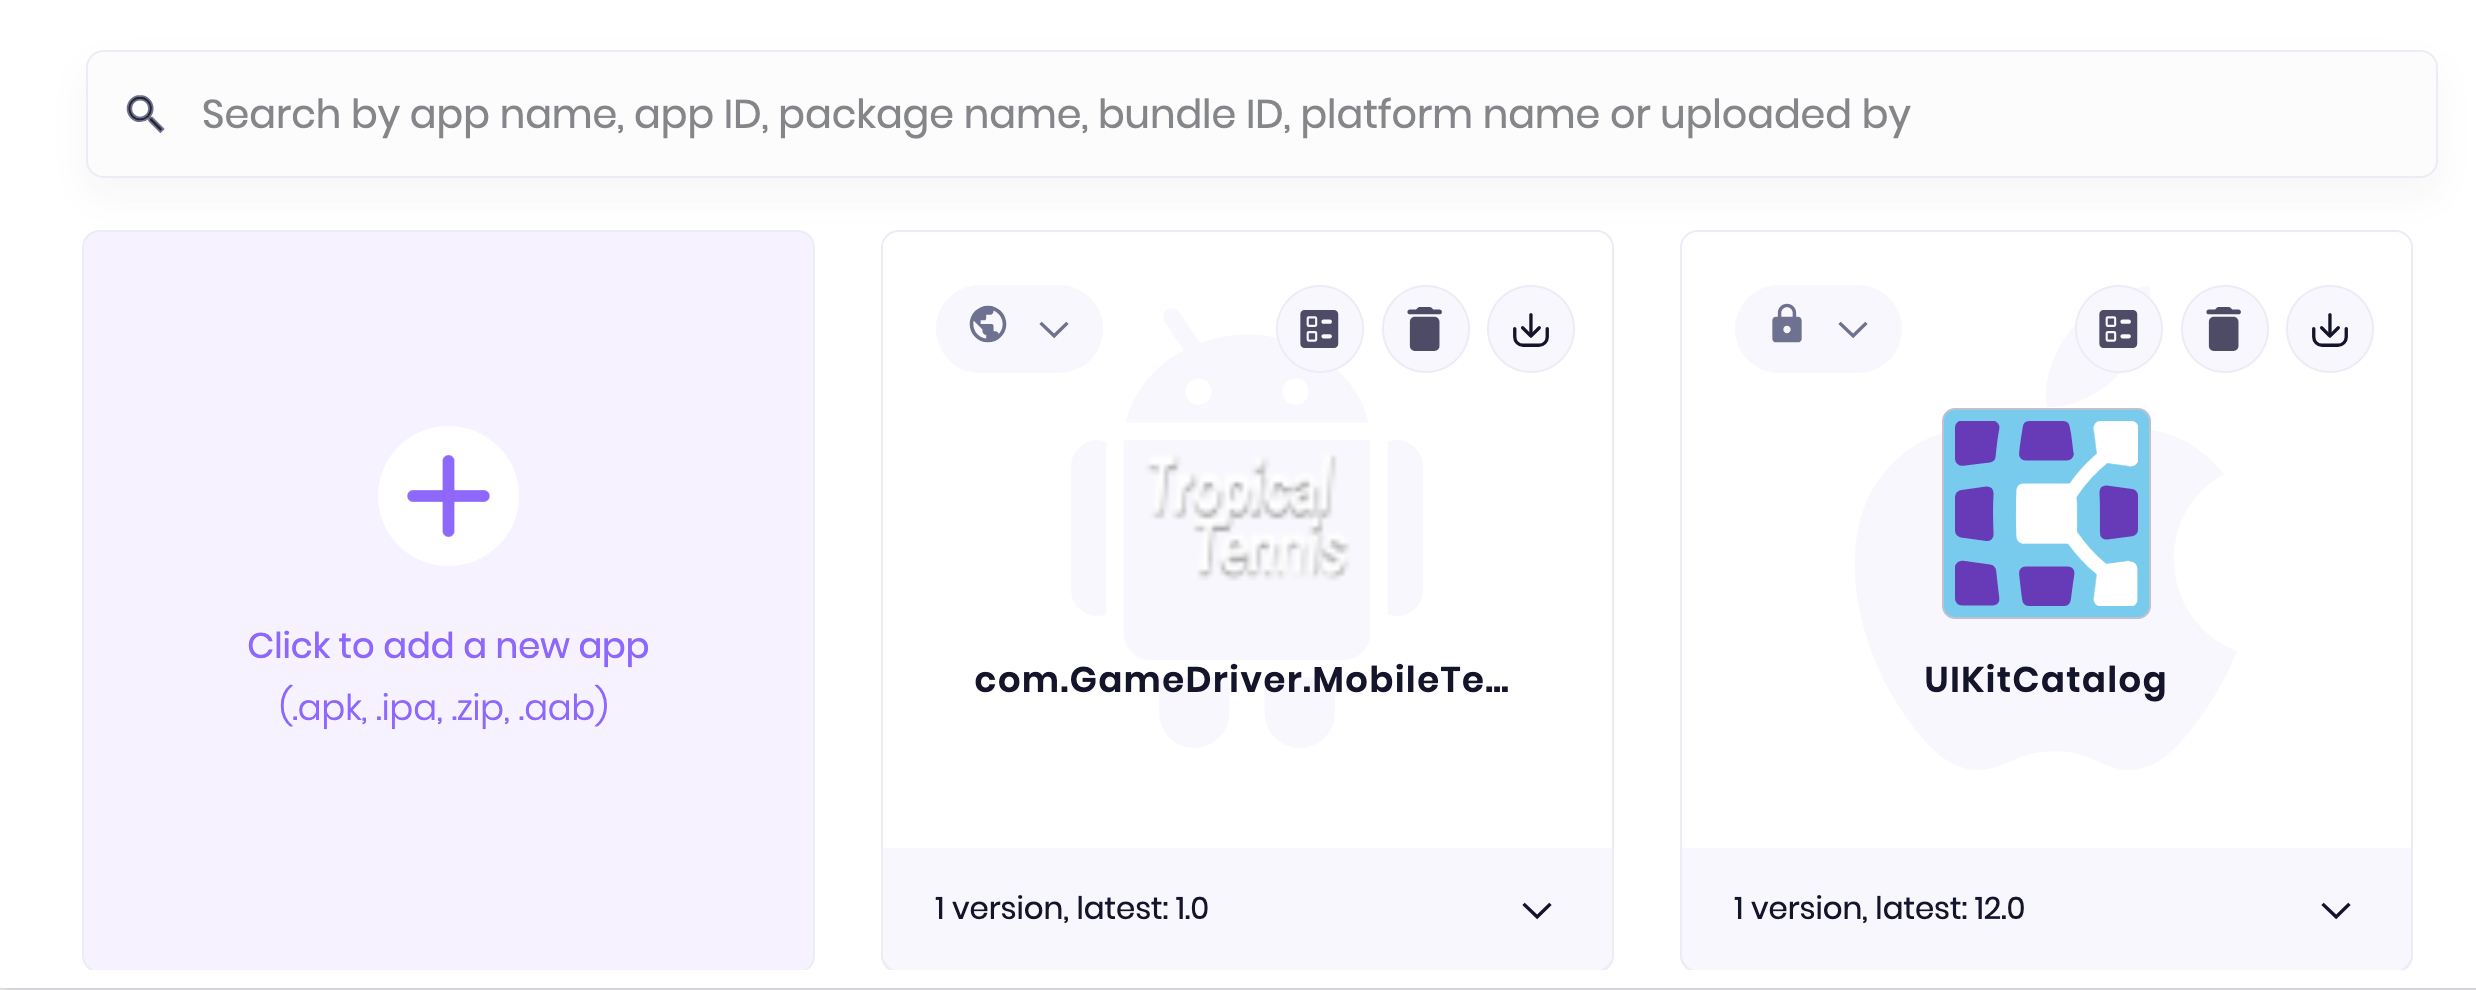 Search by app name, app ID, package name, bundle ID, platform name or uploaded by
Click to add a new app
(.apk, .ipa, .zip, .aab)
Tropical
Tennis
com.GameDriver.MobileTe...
1 version, latest: 1.0
UIKitCatalog
1 version, latest: 12.0